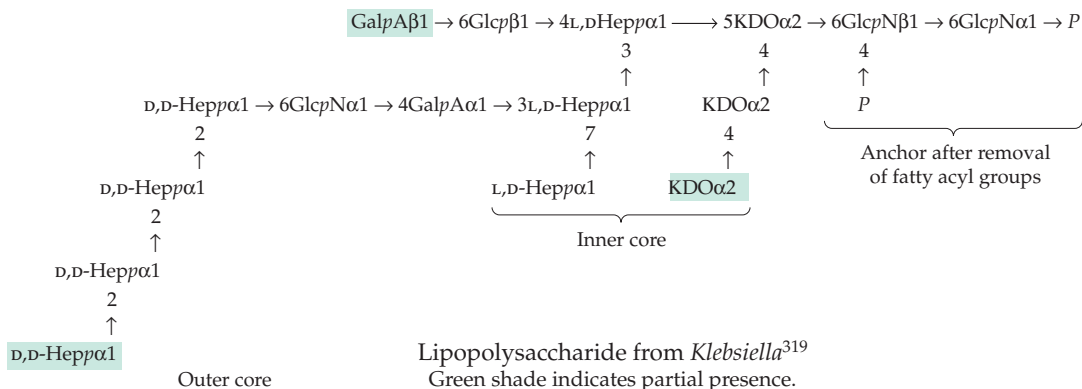 GalpAβ1 → 6Glcpβ1 → 4L,DHeppα1 → 5KDOα2 → 6GlcpNβ1 → 6GlcpNα1 → P
3 4 4
↑ ↑ ↑
D,D-Heppα1 → 6GlcpNα1 → 4GalpAα1 → 3L,D-Heppα1 KDOα2 P
2 7 4
↑ ↑ ↑
Anchor after removal
of fatty acyl groups
D,D-Heppα1 L,D-Heppα1 KDOα2
2
↑
Inner core
D,D-Heppα1
2
↑
D,D-Heppα1
Lipopolysaccharide from Klebsiella³¹⁹
Outer core
Green shade indicates partial presence.